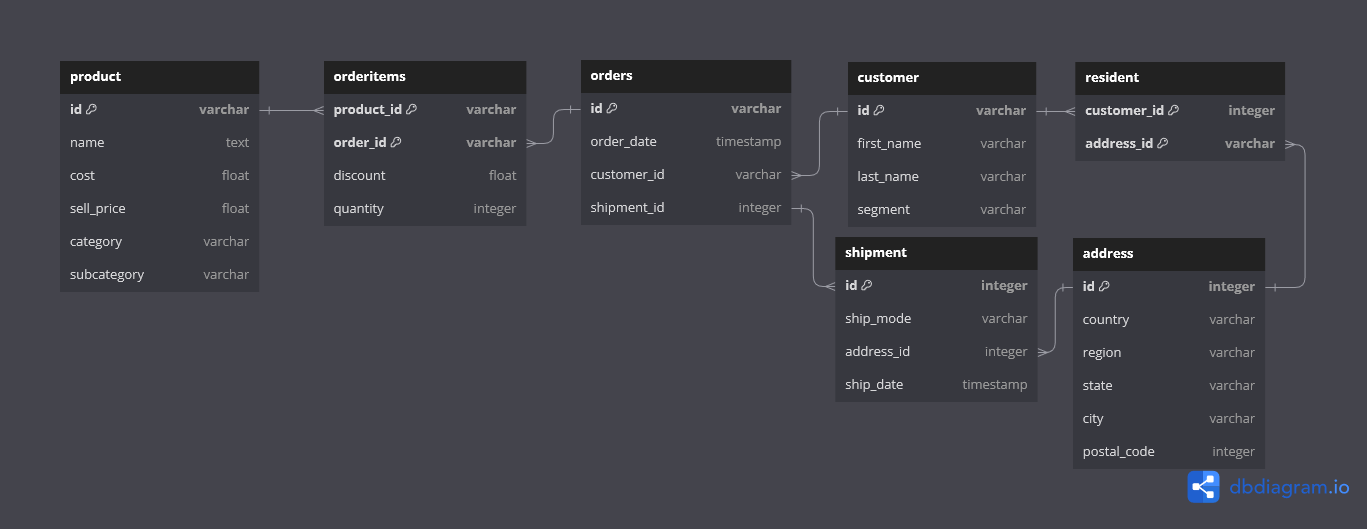 product
id varchar
name text
cost float
sell_price float
category varchar
subcategory varchar
orderitems
product_id varchar
order_id varchar
discount float
quantity integer
orders
id varchar
order_date timestamp
customer_id varchar
shipment_id integer
customer
id varchar
first_name varchar
last_name varchar
segment varchar
resident
customer_id integer
address_id varchar
shipment
id integer
ship_mode varchar
address_id integer
ship_date timestamp
address
id integer
country varchar
region varchar
state varchar
city varchar
postal_code integer
dbdiagram.io